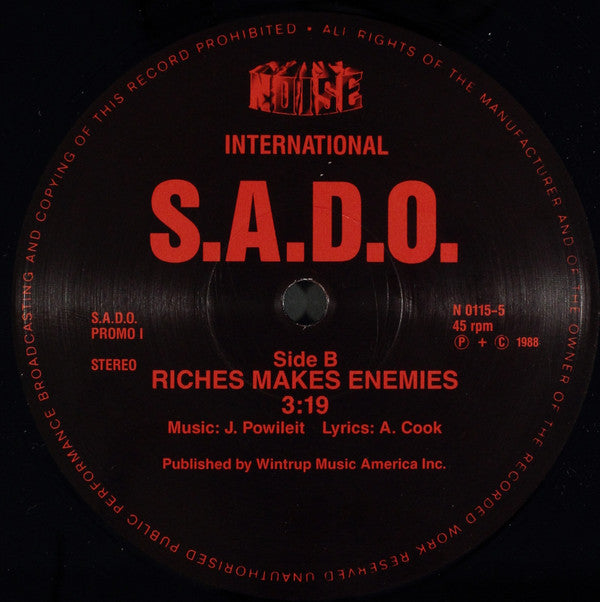 ALL RIGHTS OF THE MANUFACTURER AND OF THE OWNER OF THE RECORDED WORK RESERVED UNAUTHORISED PUBLIC PERFORMANCE BROADCASTING AND COPYING OF THIS RECORD PROHIBITED •
NOISE
INTERNATIONAL
S.A.D.O.
S.A.D.O.
PROMO I
STEREO
N 0115-5
45 rpm
Ⓟ + Ⓒ 1988
Side B
RICHES MAKES ENEMIES
3:19
Music: J. Powileit Lyrics: A. Cook
Published by Wintrup Music America Inc.